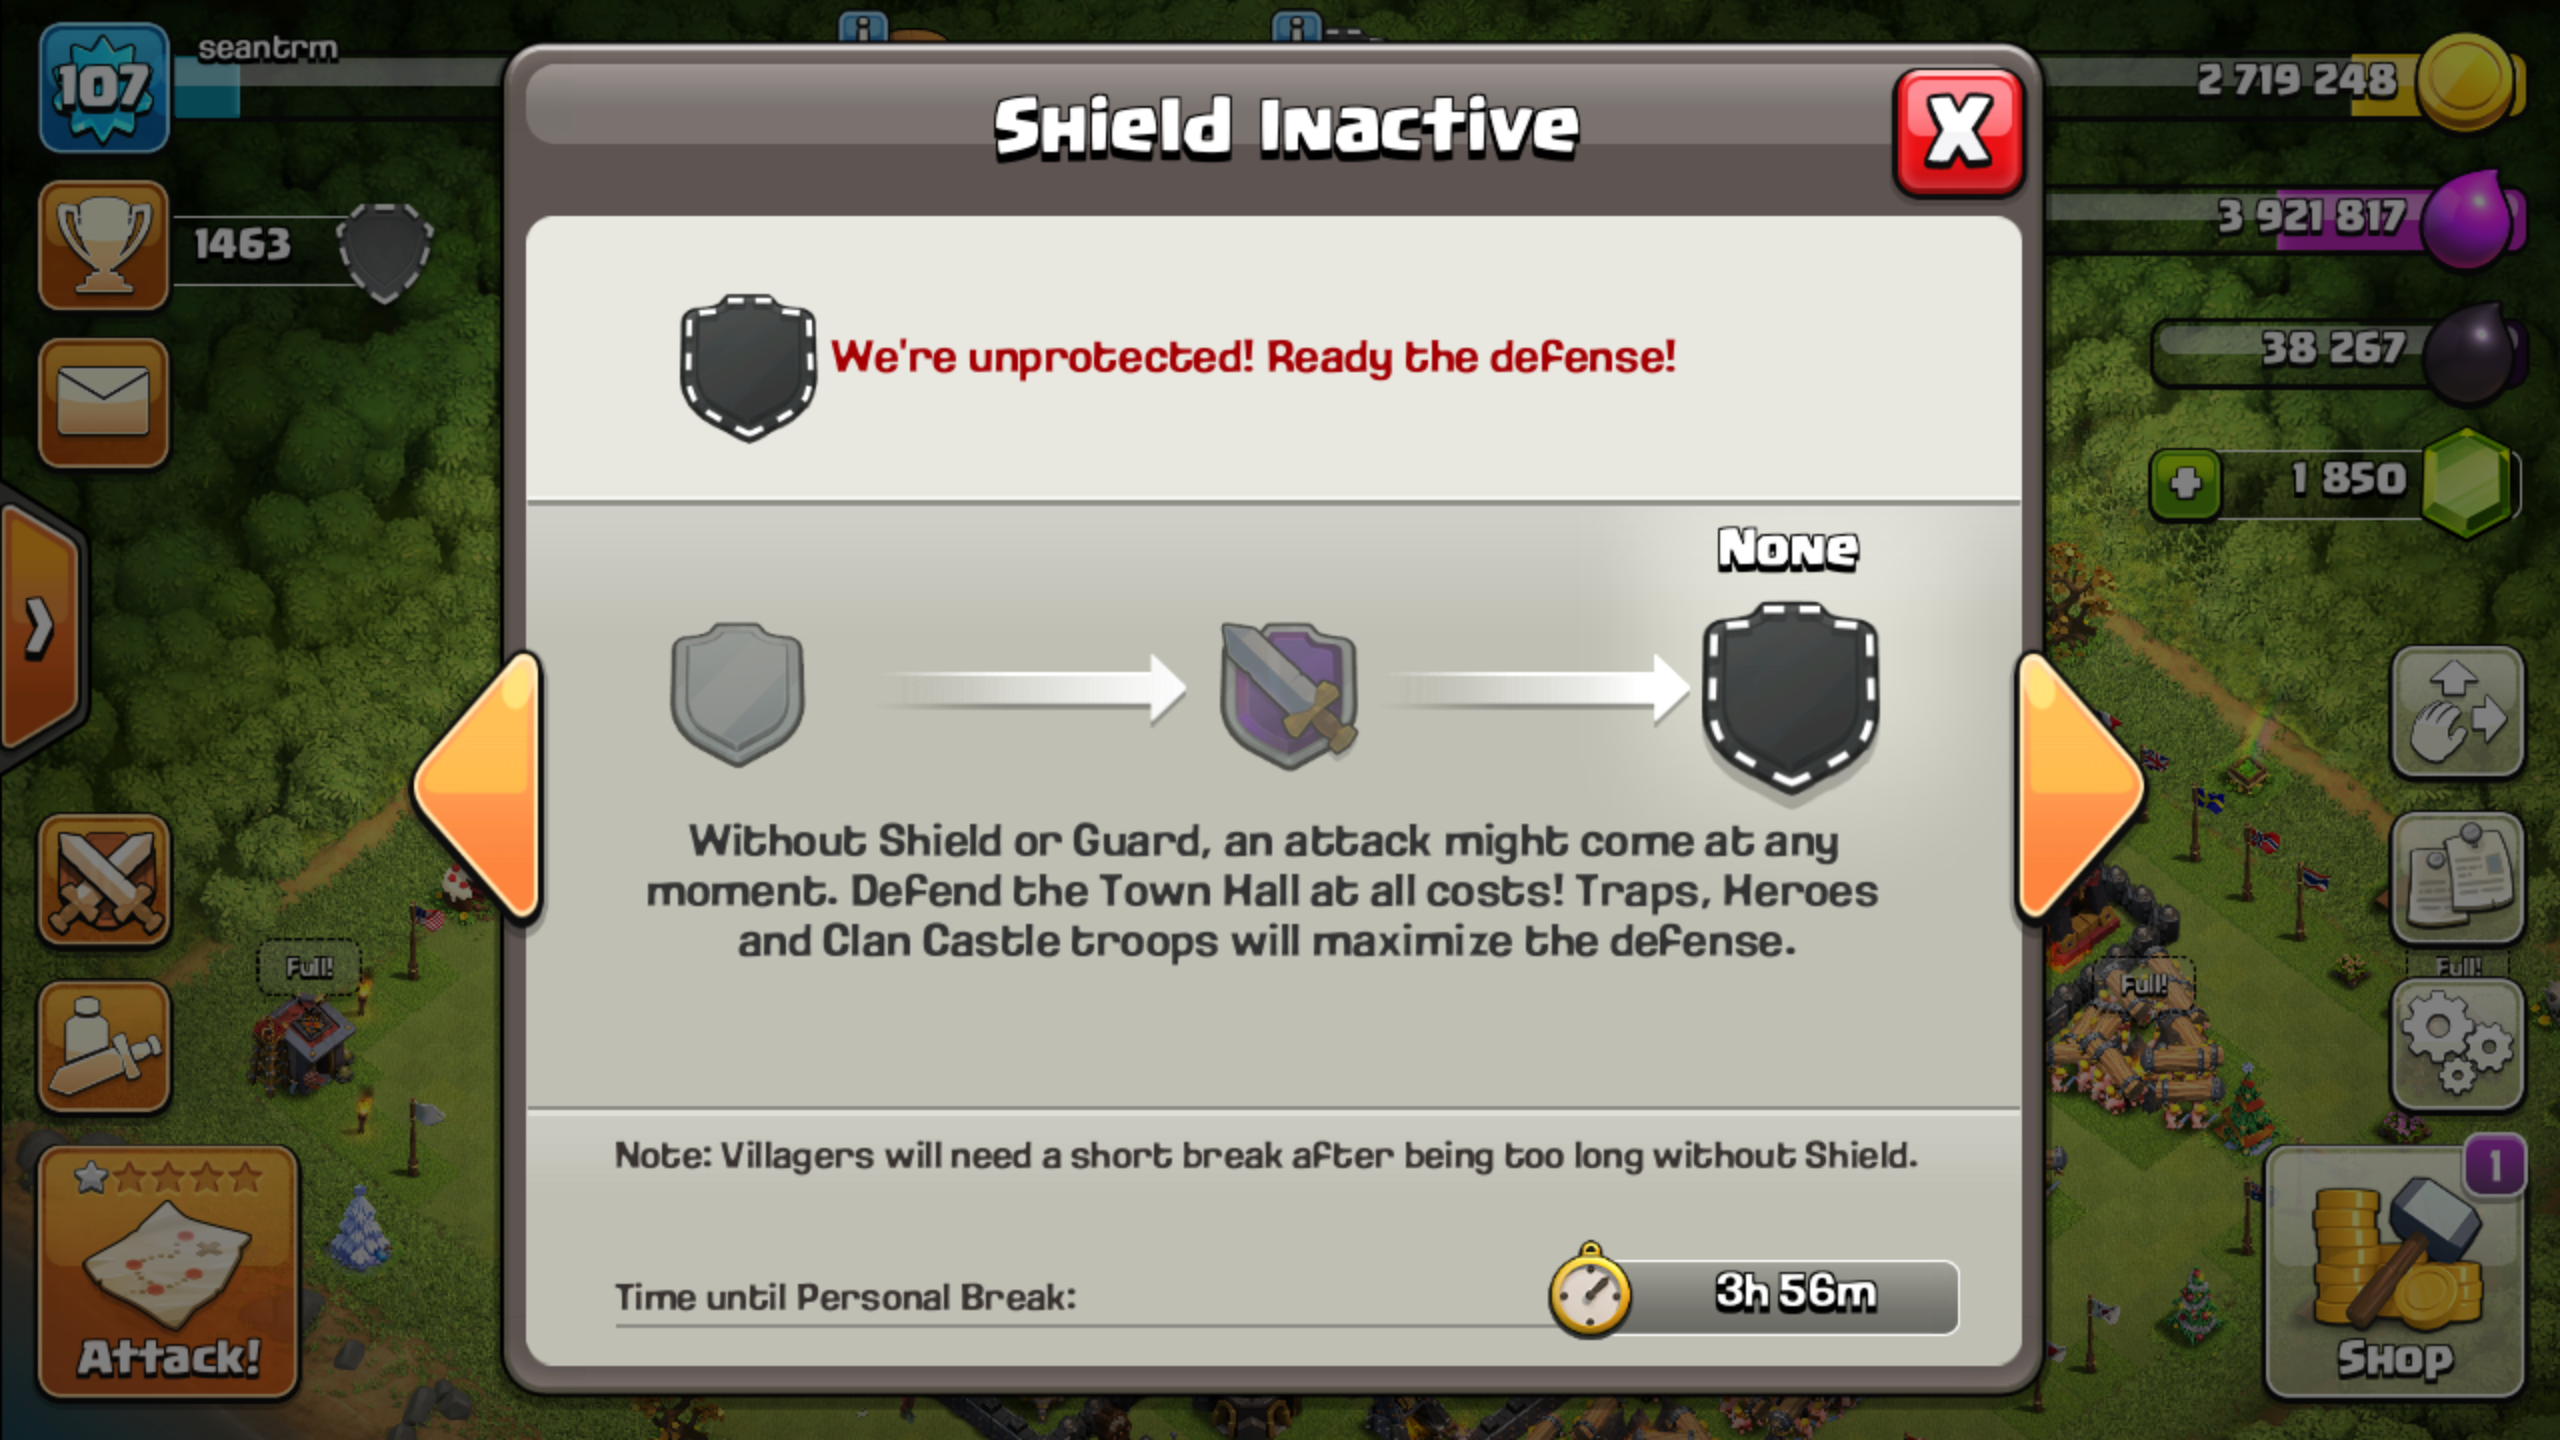 107
seantrm
1463
2 719 248
3 921 817
38 267
1 850
Shield Inactive
X
We're unprotected! Ready the defense!
None
Without Shield or Guard, an attack might come at any
moment. Defend the Town Hall at all costs! Traps, Heroes
and Clan Castle troops will maximize the defense.
Full!
Full!
Full!
Note: Villagers will need a short break after being too long without Shield.
Time until Personal Break:
3h 56m
Attack!
1
Shop